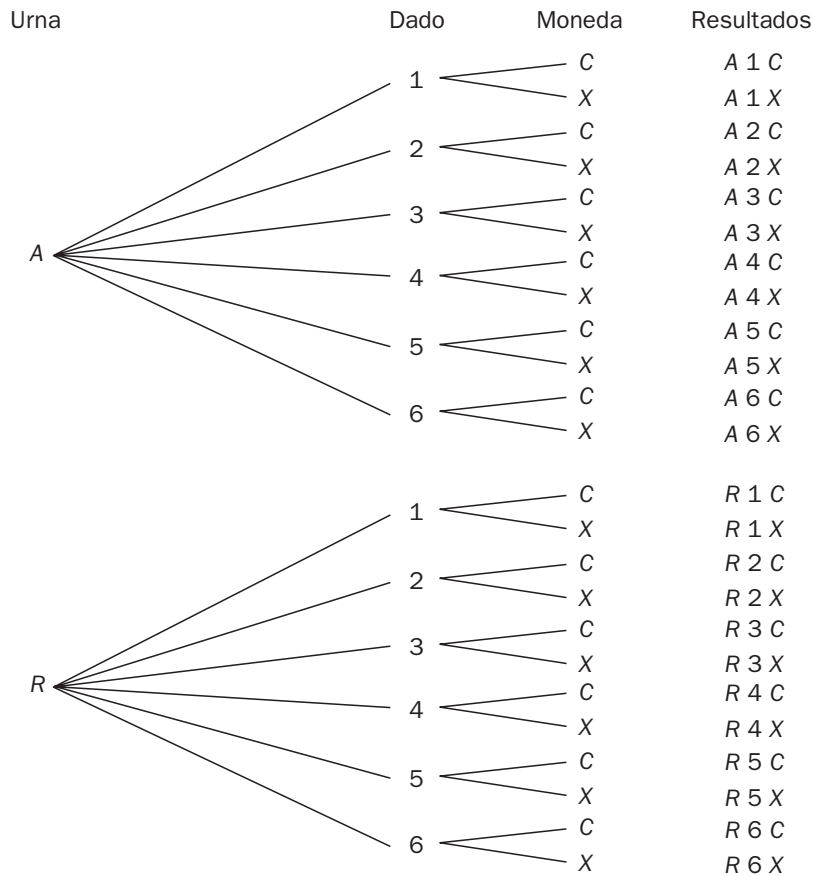 Urna Dado Moneda Resultados
C A 1 C
1
X A 1 X
C A 2 C
2
X A 2 X
C A 3 C
3
X A 3 X
A
C A 4 C
4
X A 4 X
C A 5 C
5
X A 5 X
C A 6 C
6
X A 6 X
C R 1 C
1
X R 1 X
C R 2 C
2
X R 2 X
C R 3 C
3
X R 3 X
R
C R 4 C
4
X R 4 X
C R 5 C
5
X R 5 X
C R 6 C
6
X R 6 X